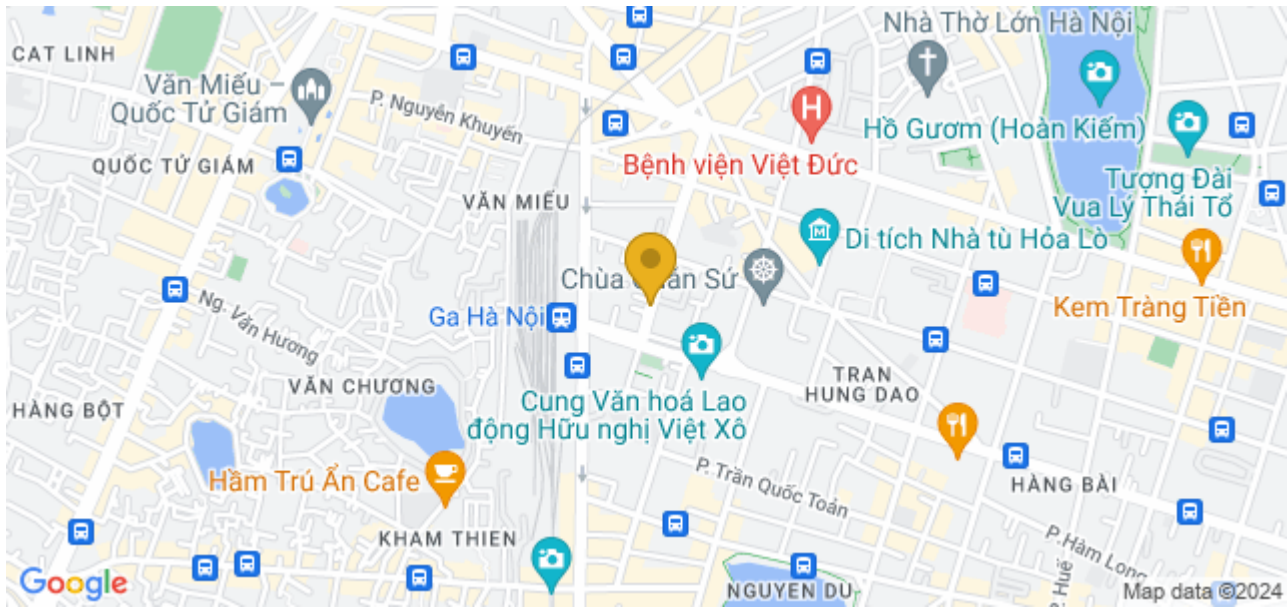 Nhà Thờ Lớn Hà Nội
CAT LINH
Văn Miếu –
Quốc Tử Giám
P. Nguyễn Khuyến
Hồ Gươm (Hoàn Kiếm)
QUỐC TỬ GIÁM
Bệnh viện Việt Đức
Tượng Đài
Vua Lý Thái Tổ
VĂN MIẾU
Di tích Nhà tù Hỏa Lò
Chùa Quán Sứ
Ng. Văn Hương
Ga Hà Nội
Kem Tràng Tiền
VĂN CHƯƠNG
TRAN
HUNG DAO
HÀNG BỘT
Cung Văn hoá Lao
động Hữu nghị Việt Xô
Hầm Trú Ẩn Cafe
P. Trần Quốc Toản
HÀNG BÀI
KHAM THIEN
P.Hàm Long
P. Huế
NGUYEN DU
Google
Map data ©2024